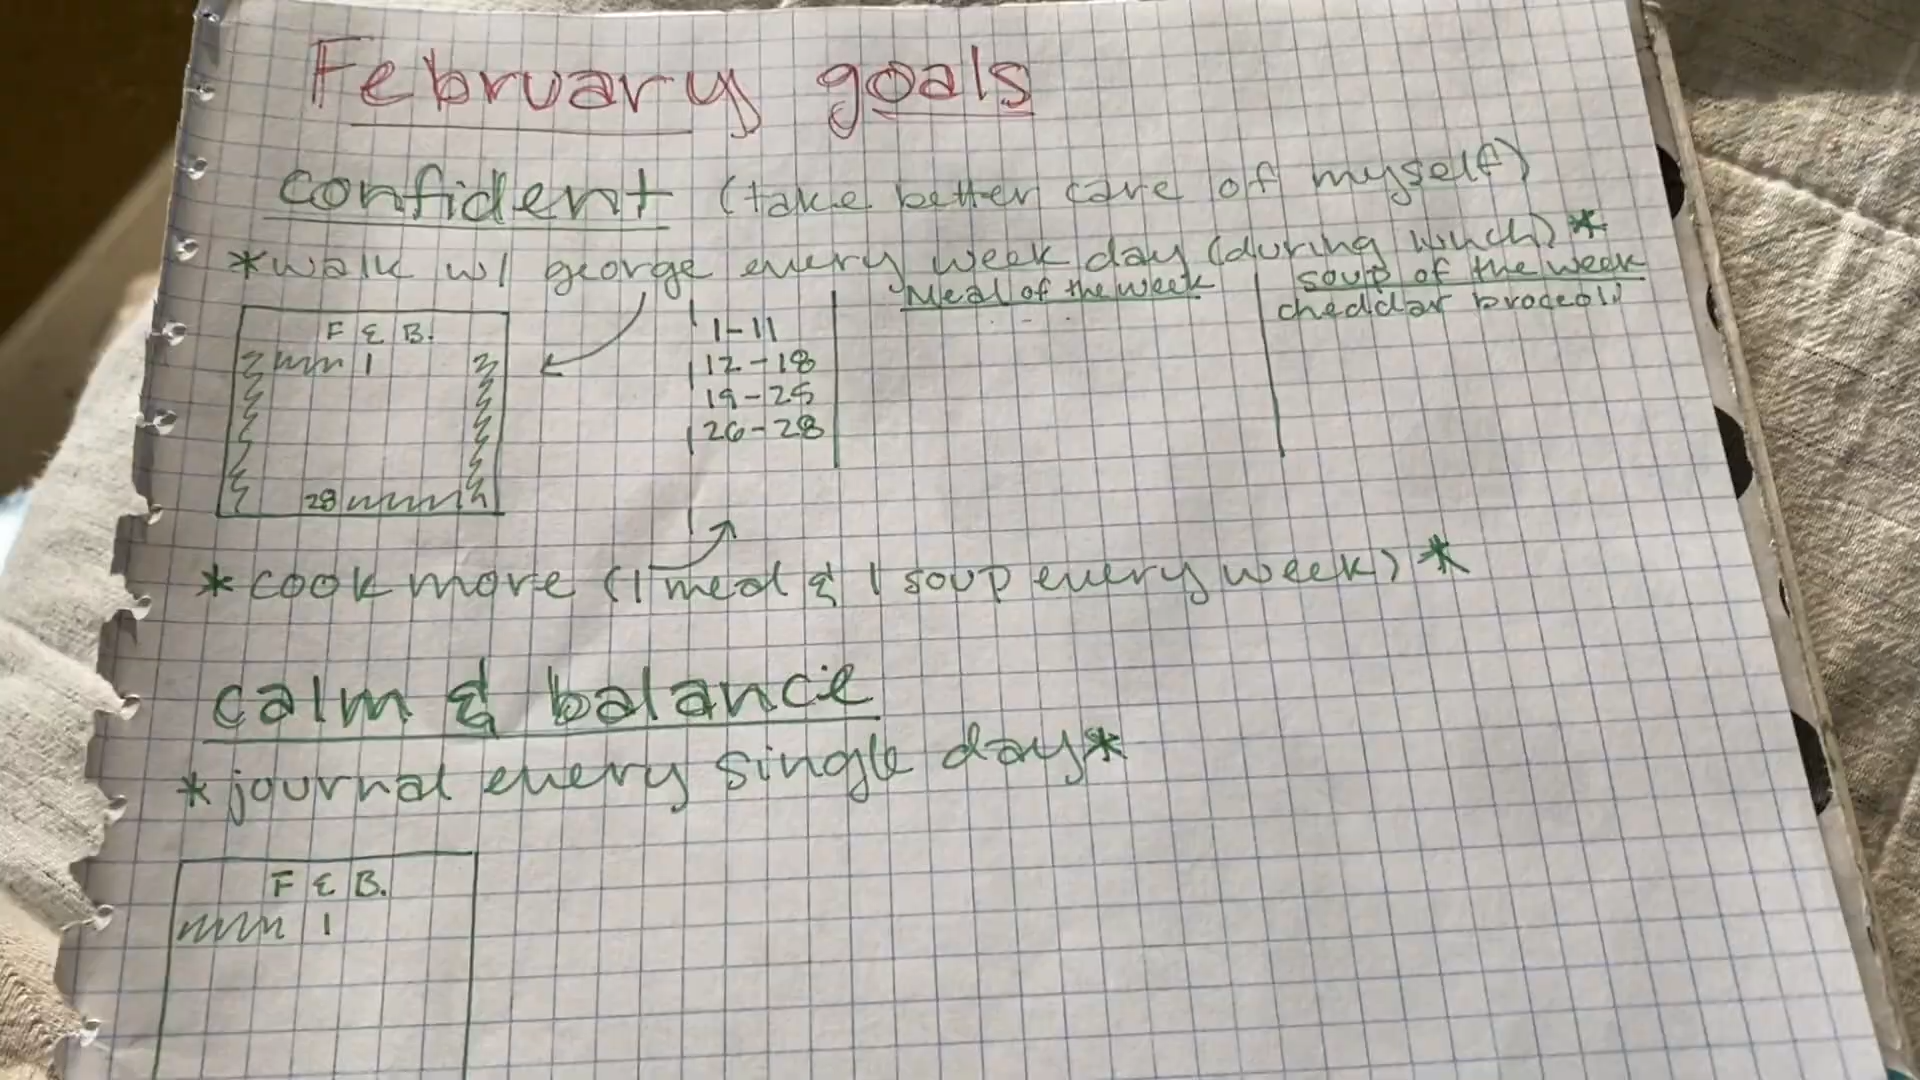 February goals
confident (take better care of myself)
*walk w/ george every week day (during lunch)*
Meal of the week
soup of the week
cheddar broccoli
F E B.
1
28
1-11
12-18
19-25
26-28
*cook more (1 meal & 1 soup every week)*
calm & balance
*journal every single day*
F E B.
1